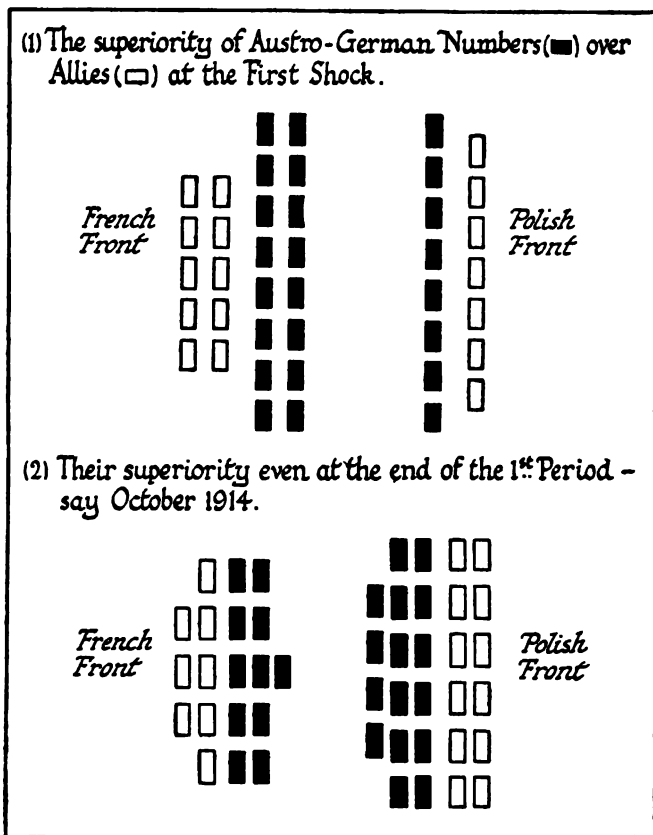 (1) The superiority of Austro-German Numbers(■) over
Allies(▭) at the First Shock.
French
Front
Polish
Front
(2) Their superiority even at the end of the 1st Period –
say October 1914.
French
Front
Polish
Front